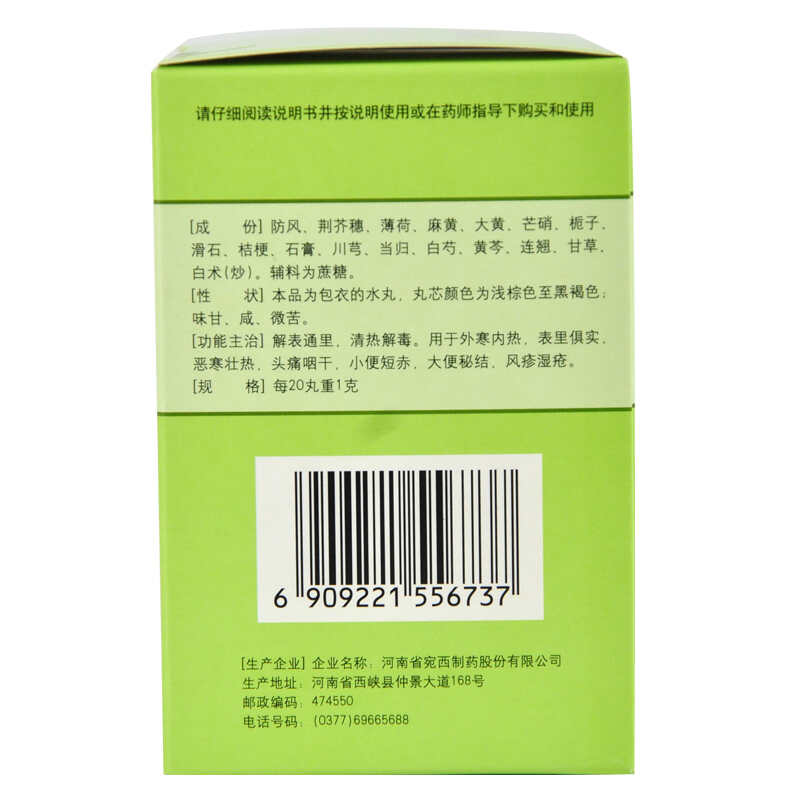 请仔细阅读说明书并按说明使用或在药师指导下购买和使用
[成　份] 防风、荆芥穗、薄荷、麻黄、大黄、芒硝、栀子、
滑石、桔梗、石膏、川芎、当归、白芍、黄芩、连翘、甘草、
白术(炒)。辅料为蔗糖。
[性　状] 本品为包衣的水丸，丸芯颜色为浅棕色至黑褐色；
味甘、咸、微苦。
[功能主治] 解表通里，清热解毒。用于外寒内热，表里俱实，
恶寒壮热，头痛咽干，小便短赤，大便秘结，风疹湿疮。
[规　格] 每20丸重1克
6 909221 556737
[生产企业] 企业名称：河南省宛西制药股份有限公司
生产地址：河南省西峡县仲景大道168号
邮政编码：474550
电话号码：(0377)69665688